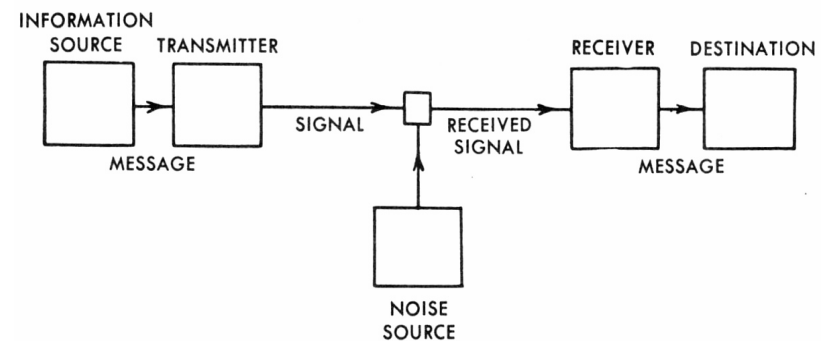 INFORMATION
SOURCE
TRANSMITTER
RECEIVER
DESTINATION
SIGNAL
RECEIVED
SIGNAL
MESSAGE
MESSAGE
NOISE
SOURCE